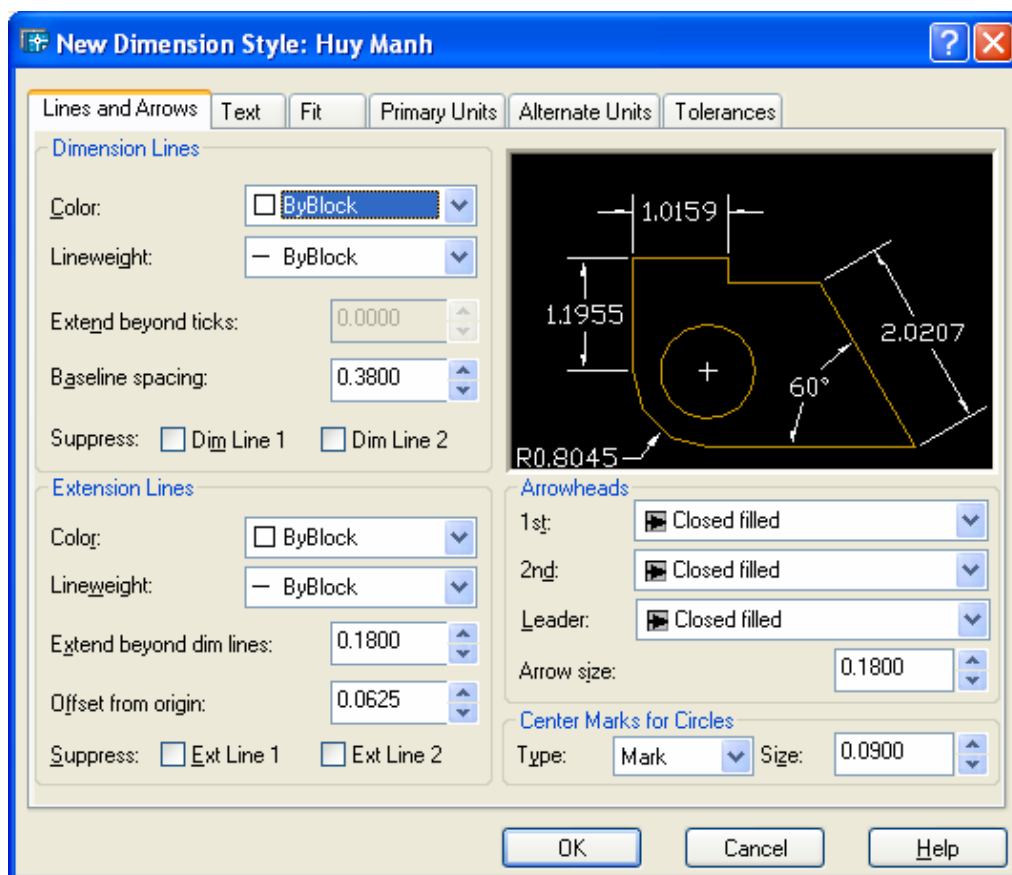 New Dimension Style: Huy Manh
Lines and Arrows Text Fit Primary Units Alternate Units Tolerances
Dimension Lines
Color: ByBlock
Lineweight: ByBlock
Extend beyond ticks: 0.0000
Baseline spacing: 0.3800
Suppress: Dim Line 1 Dim Line 2
Extension Lines
Color: ByBlock
Lineweight: ByBlock
Extend beyond dim lines: 0.1800
Offset from origin: 0.0625
Suppress: Ext Line 1 Ext Line 2
1.0159
1.1955
2.0207
60°
R0.8045
Arrowheads
1st: Closed filled
2nd: Closed filled
Leader: Closed filled
Arrow size: 0.1800
Center Marks for Circles
Type: Mark Size: 0.0900
OK Cancel Help